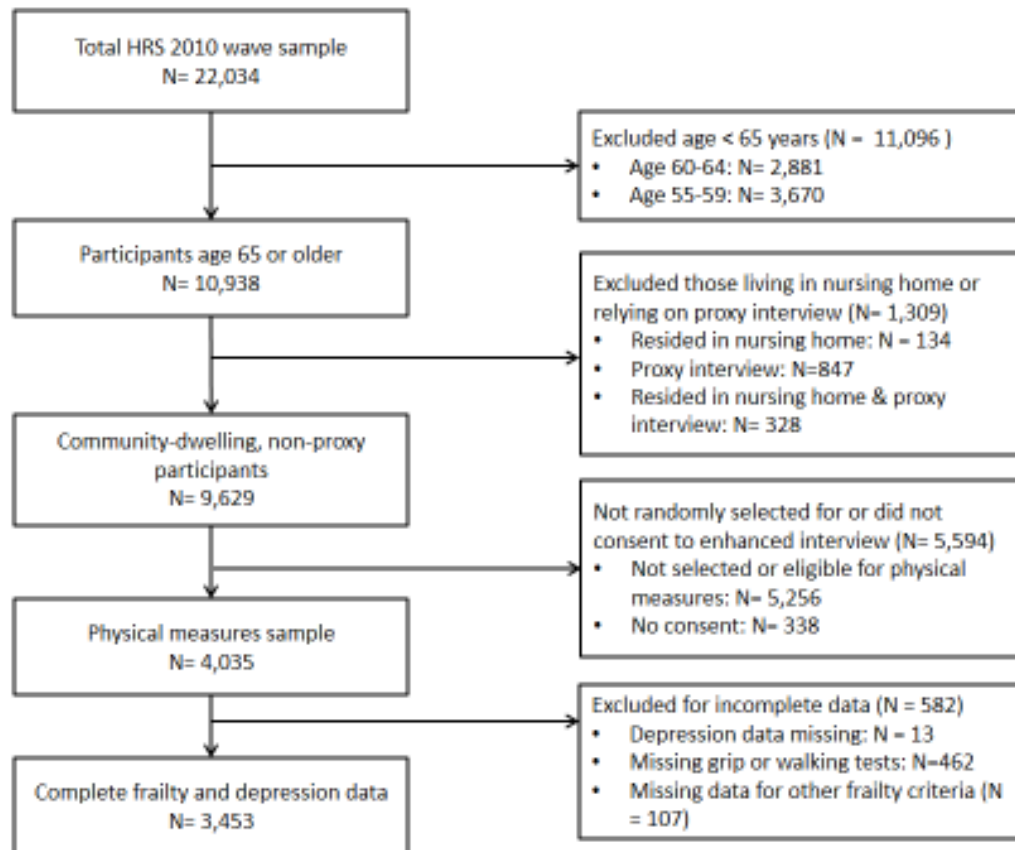 Total HRS 2010 wave sample
N= 22,034
Excluded age < 65 years (N = 11,096 )
• Age 60-64: N= 2,881
• Age 55-59: N= 3,670
Participants age 65 or older
N= 10,938
Excluded those living in nursing home or
relying on proxy interview (N= 1,309)
• Resided in nursing home: N = 134
• Proxy interview: N=847
• Resided in nursing home & proxy
interview: N= 328
Community-dwelling, non-proxy
participants
N= 9,629
Not randomly selected for or did not
consent to enhanced interview (N= 5,594)
• Not selected or eligible for physical
measures: N= 5,256
• No consent: N= 338
Physical measures sample
N= 4,035
Excluded for incomplete data (N = 582)
• Depression data missing: N = 13
• Missing grip or walking tests: N=462
• Missing data for other frailty criteria (N
= 107)
Complete frailty and depression data
N= 3,453